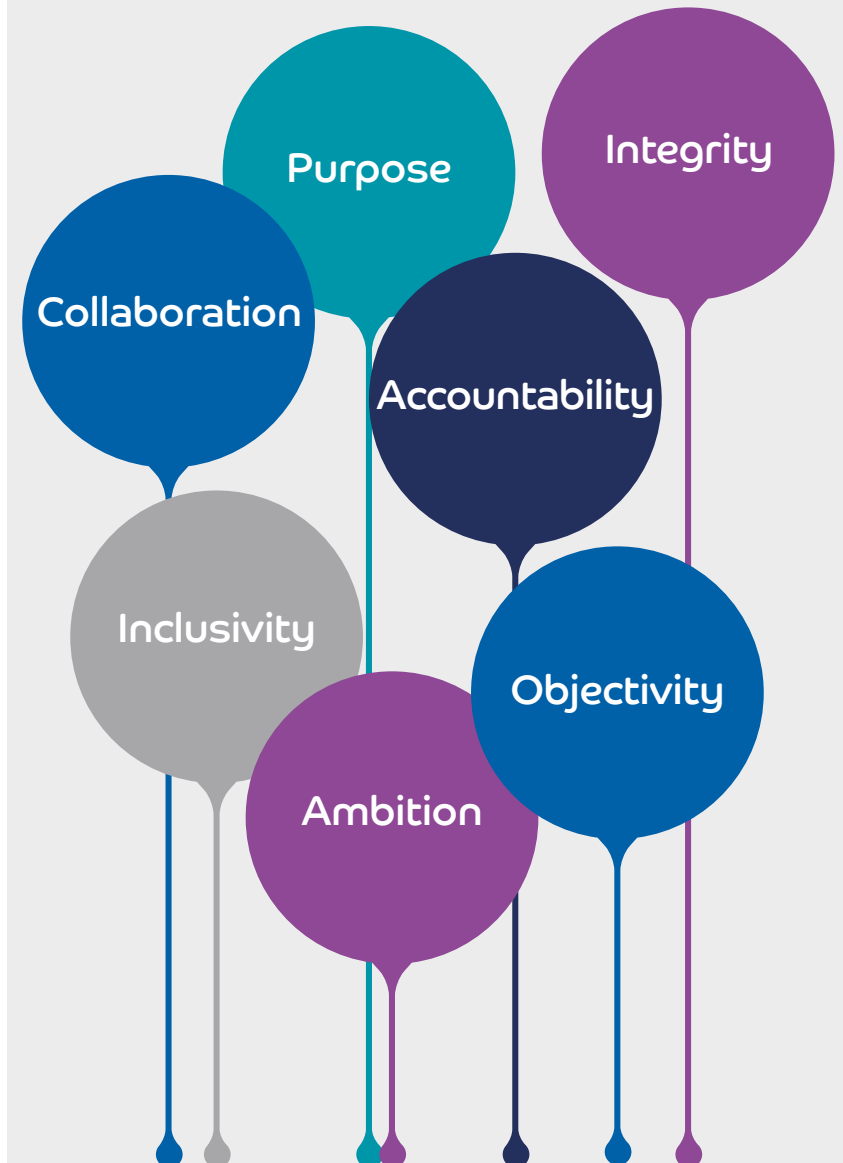 Integrity
Purpose
Collaboration
Accountability
Inclusivity
Objectivity
Ambition